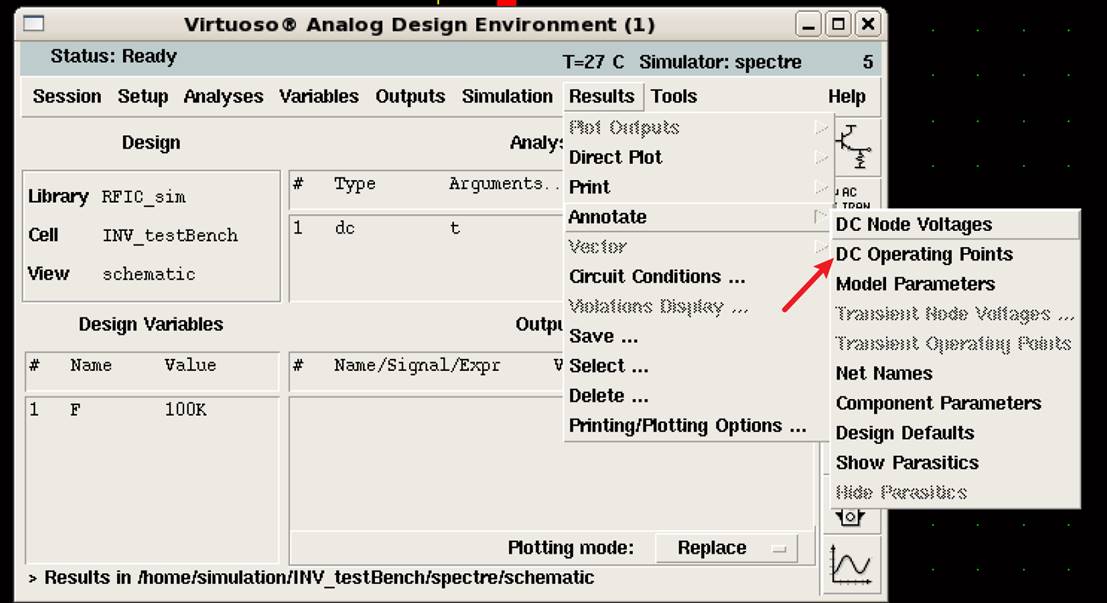 Virtuoso® Analog Design Environment (1)
Status: Ready
T=27 C Simulator: spectre 5
Session Setup Analyses Variables Outputs Simulation Results Tools Help
Design
Library RFIC_sim
Cell INV_testBench
View schematic
Analys
# Type Arguments..
1 dc t
Design Variables
# Name Value
1 F 100K
Outpu
# Name/Signal/Expr V
Plot Outputs
Direct Plot
Print
Annotate
Vector
Circuit Conditions ...
Violations Display ...
Save ...
Select ...
Delete ...
Printing/Plotting Options ...
AC
TRAN
DC Node Voltages
DC Operating Points
Model Parameters
Transient Node Voltages ...
Transient Operating Points
Net Names
Component Parameters
Design Defaults
Show Parasitics
Hide Parasitics
Plotting mode: Replace
> Results in /home/simulation/INV_testBench/spectre/schematic